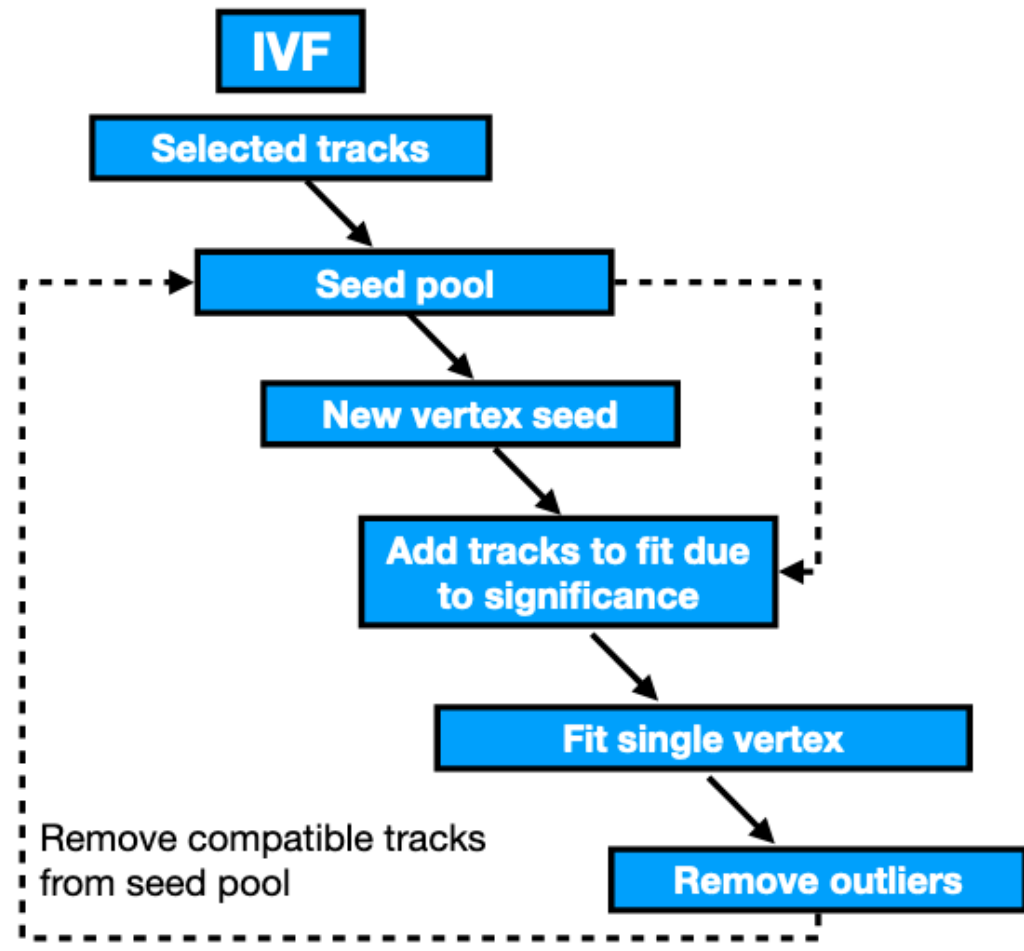 IVF
Selected tracks
Seed pool
New vertex seed
Add tracks to fit due
to significance
Fit single vertex
Remove compatible tracks
from seed pool
Remove outliers